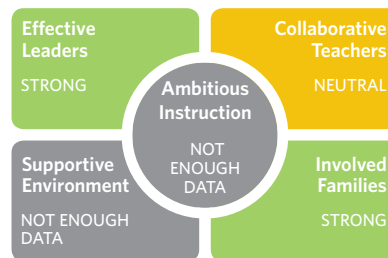 Effective
Leaders
STRONG
Collaborative
Teachers
NEUTRAL
Ambitious
Instruction
NOT
ENOUGH
DATA
Supportive
Environment
NOT ENOUGH
DATA
Involved
Families
STRONG